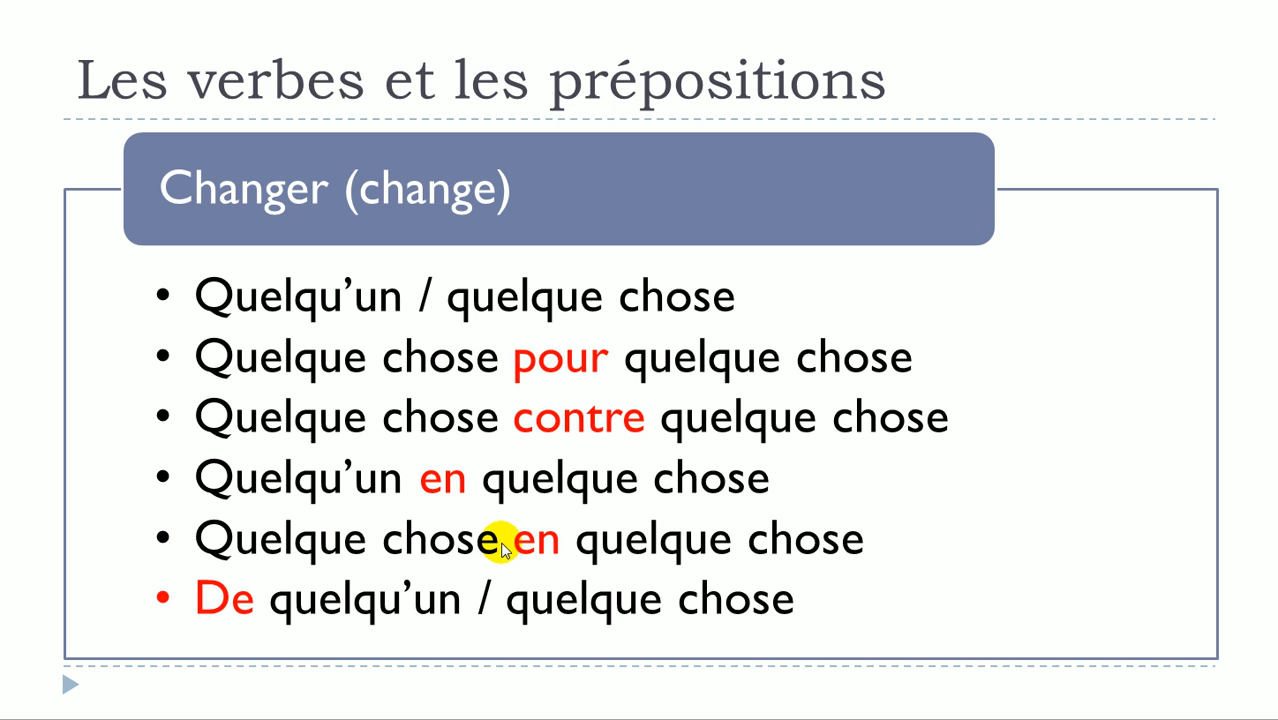 Les verbes et les prépositions
Changer (change)
• Quelqu’un / quelque chose
• Quelque chose pour quelque chose
• Quelque chose contre quelque chose
• Quelqu’un en quelque chose
• Quelque chose en quelque chose
• De quelqu’un / quelque chose